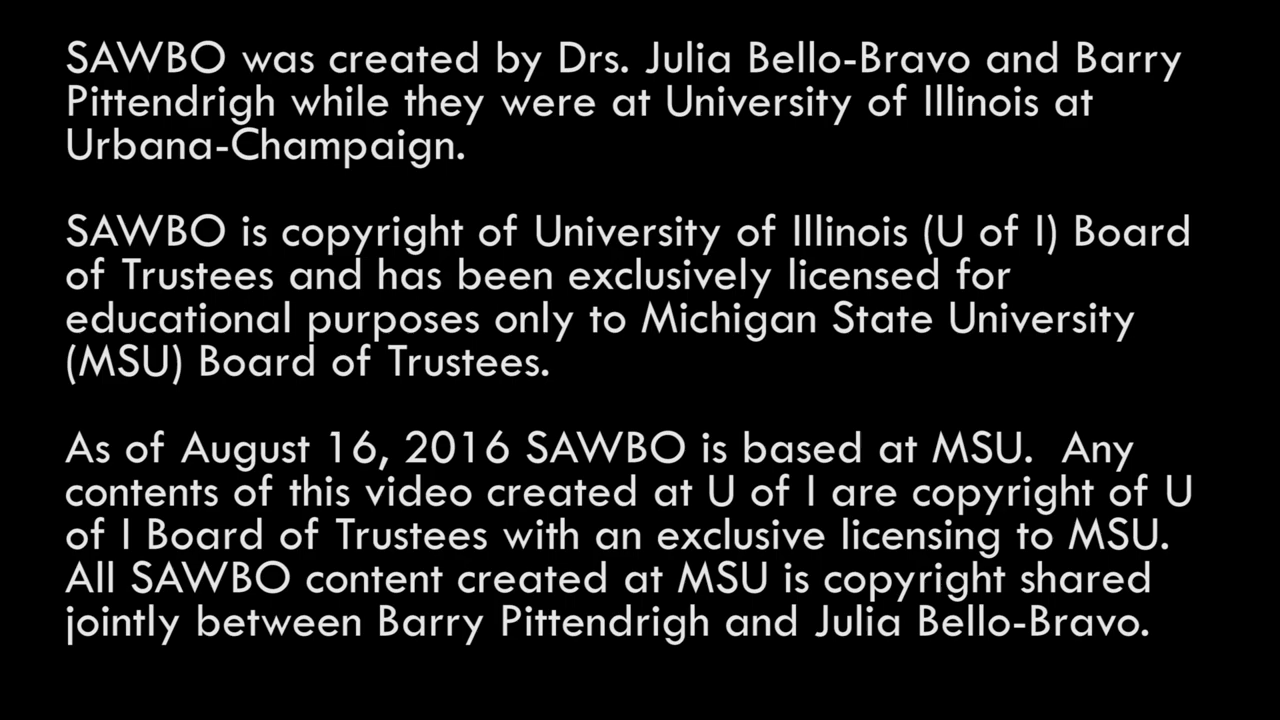 SAWBO was created by Drs. Julia Bello-Bravo and Barry
Pittendrigh while they were at University of Illinois at
Urbana-Champaign.
SAWBO is copyright of University of Illinois (U of I) Board
of Trustees and has been exclusively licensed for
educational purposes only to Michigan State University
(MSU) Board of Trustees.
As of August 16, 2016 SAWBO is based at MSU.  Any
contents of this video created at U of I are copyright of U
of I Board of Trustees with an exclusive licensing to MSU.
All SAWBO content created at MSU is copyright shared
jointly between Barry Pittendrigh and Julia Bello-Bravo.